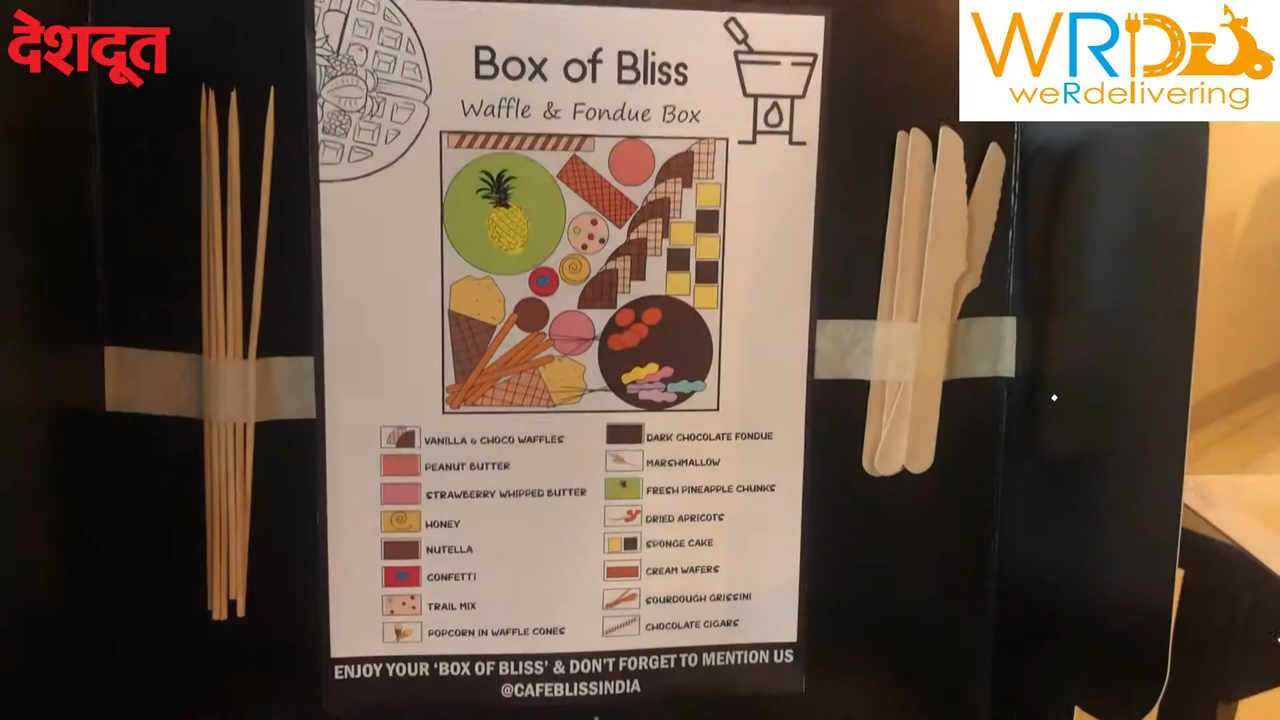 देशदूत
WRD
weRdelivering
Box of Bliss
Waffle & Fondue Box
VANILLA & CHOCO WAFFLES
PEANUT BUTTER
STRAWBERRY WHIPPED BUTTER
HONEY
NUTELLA
CONFETTI
TRAIL MIX
POPCORN IN WAFFLE CONES
DARK CHOCOLATE FONDUE
MARSHMALLOW
FRESH PINEAPPLE CHUNKS
DRIED APRICOTS
SPONGE CAKE
CREAM WAFERS
SOURDOUGH GRISSINI
CHOCOLATE CIGARS
ENJOY YOUR 'BOX OF BLISS' & DON'T FORGET TO MENTION US
@CAFEBLISSINDIA